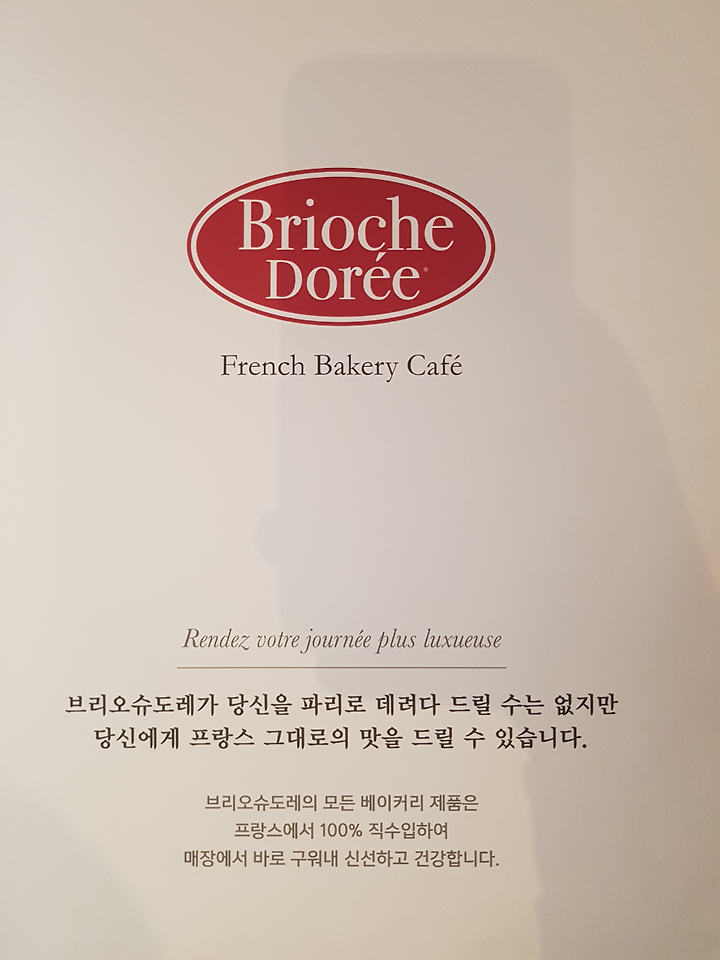 Brioche
Dorée
French Bakery Café
Rendez votre journée plus luxueuse
브리오슈도레가 당신을 파리로 데려다 드릴 수는 없지만
당신에게 프랑스 그대로의 맛을 드릴 수 있습니다.
브리오슈도레의 모든 베이커리 제품은
프랑스에서 100% 직수입하여
매장에서 바로 구워내 신선하고 건강합니다.